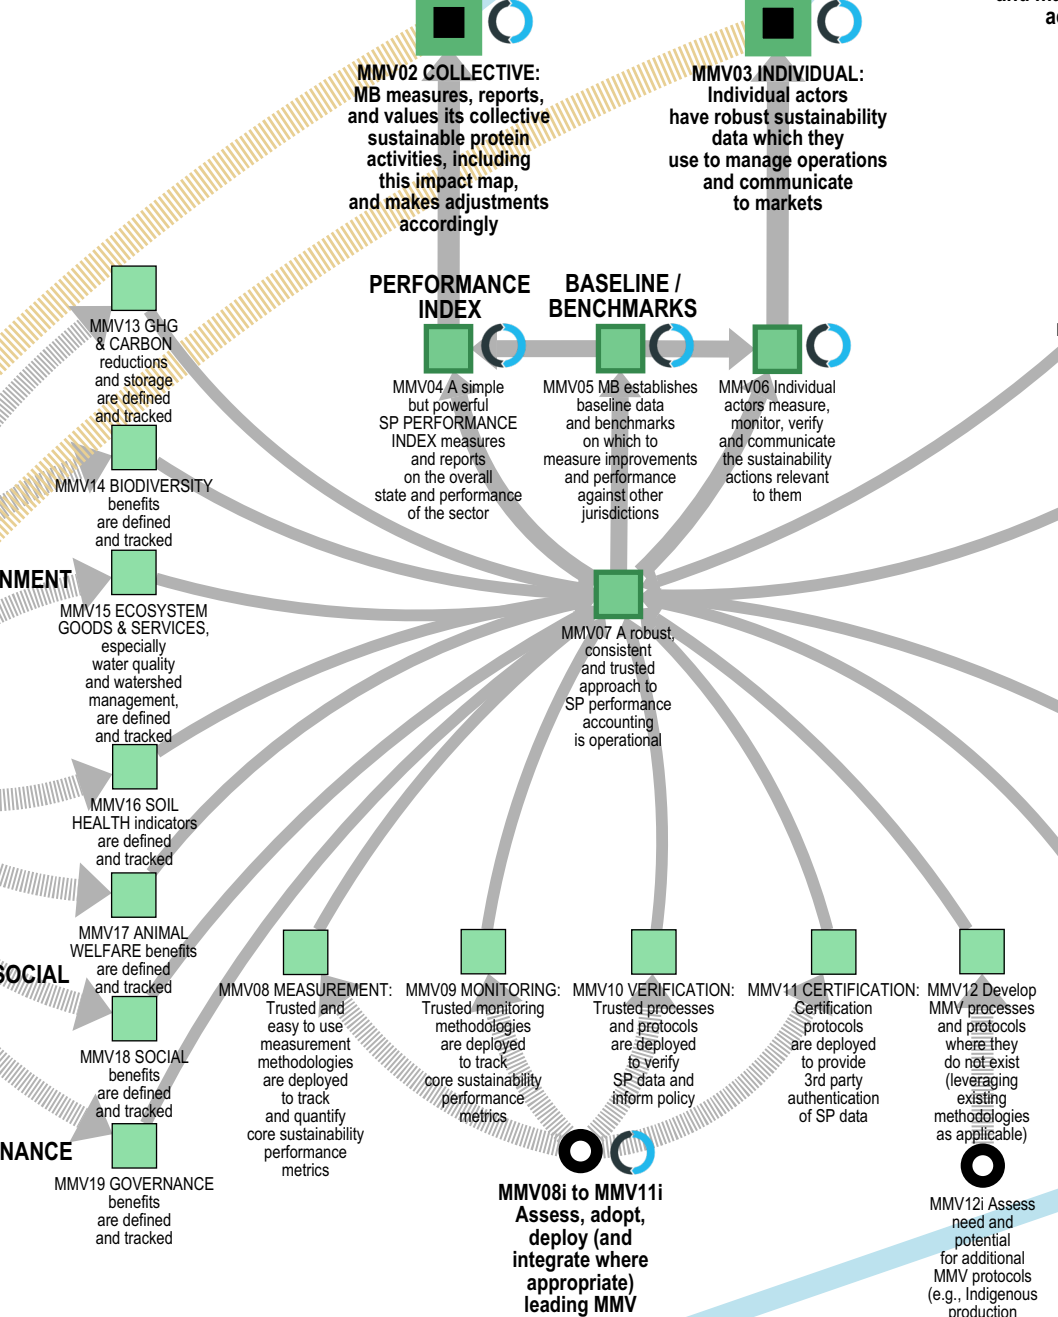 MMV02 COLLECTIVE:
MB measures, reports,
and values its collective
sustainable protein
activities, including
this impact map,
and makes adjustments
accordingly
MMV03 INDIVIDUAL:
Individual actors
have robust sustainability
data which they
use to manage operations
and communicate
to markets
PERFORMANCE
INDEX
BASELINE /
BENCHMARKS
MMV04 A simple
but powerful
SP PERFORMANCE
INDEX measures
and reports
on the overall
state and performance
of the sector
MMV05 MB establishes
baseline data
and benchmarks
on which to
measure improvements
and performance
against other
jurisdictions
MMV06 Individual
actors measure,
monitor, verify
and communicate
the sustainability
actions relevant
to them
MMV13 GHG
& CARBON
reductions
and storage
are defined
and tracked
MMV14 BIODIVERSITY
benefits
are defined
and tracked
NMENT
MMV15 ECOSYSTEM
GOODS & SERVICES,
especially
water quality
and watershed
management,
are defined
and tracked
MMV07 A robust,
consistent
and trusted
approach to
SP performance
accounting
is operational
MMV16 SOIL
HEALTH indicators
are defined
and tracked
MMV17 ANIMAL
WELFARE benefits
are defined
and tracked
SOCIAL
MMV18 SOCIAL
benefits
are defined
and tracked
NANCE
MMV19 GOVERNANCE
benefits
are defined
and tracked
MMV08 MEASUREMENT:
Trusted and
easy to use
measurement
methodologies
are deployed
to track
and quantify
core sustainability
performance
metrics
MMV09 MONITORING:
Trusted monitoring
methodologies
are deployed
to track
core sustainability
performance
metrics
MMV10 VERIFICATION:
Trusted processes
and protocols
are deployed
to verify
SP data and
inform policy
MMV11 CERTIFICATION:
Certification
protocols
are deployed
to provide
3rd party
authentication
of SP data
MMV12 Develop
MMV processes
and protocols
where they
do not exist
(leveraging
existing
methodologies
as applicable)
MMV08i to MMV11i
Assess, adopt,
deploy (and
integrate where
appropriate)
leading MMV
MMV12i Assess
need and
potential
for additional
MMV protocols
(e.g., Indigenous
production